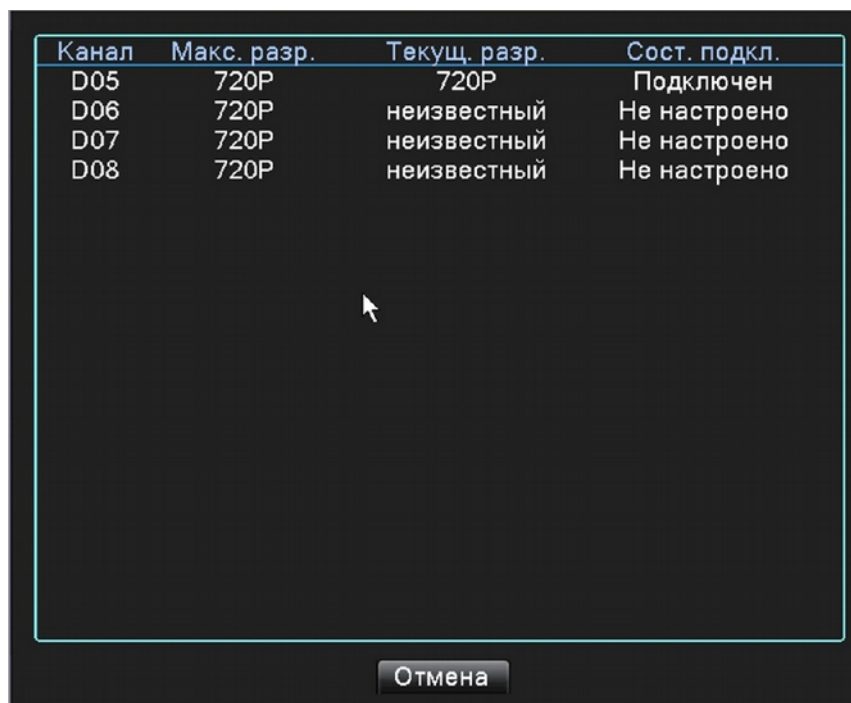 Канал Макс. разр. Текущ. разр. Сост. подкл.
D05 720P 720P Подключен
D06 720P неизвестный Не настроено
D07 720P неизвестный Не настроено
D08 720P неизвестный Не настроено
Отмена